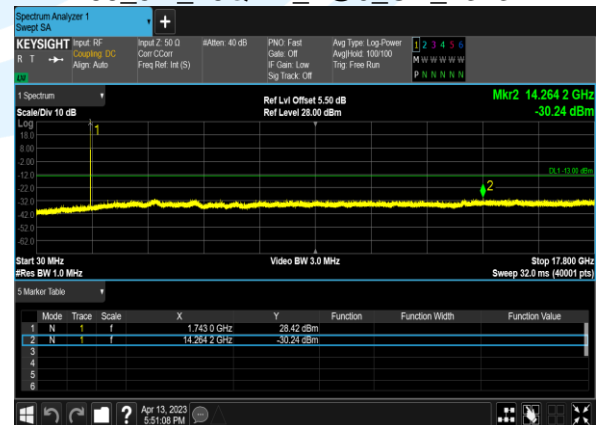 Spectrum Analyzer 1
Swept SA
+
KEYSIGHT Input: RF Input Z: 50 Ω #Atten: 40 dB PNO: Fast Avg Type: Log-Power 1 2 3 4 5 6
R T Coupling: DC Corr CCorr Gate: Off Avg|Hold: 100/100 M W W W W W
Align: Auto Freq Ref: Int (S) IF Gain: Low Trig: Free Run
Sig Track: Off P N N N N N
1 Spectrum Ref Lvl Offset 5.50 dB Mkr2 14.264 2 GHz
Scale/Div 10 dB Ref Level 28.00 dBm -30.24 dBm
Log
1
18.0
8.00
-2.00
-12.0
DL1 -13.00 dBm
-22.0
2
-32.0
-42.0
-52.0
-62.0
Start 30 MHz Video BW 3.0 MHz Stop 17.800 GHz
#Res BW 1.0 MHz Sweep 32.0 ms (40001 pts)
5 Marker Table
Mode Trace Scale X Y Function Function Width Function Value
1 N 1 f 1.743 0 GHz 28.42 dBm
2 N 1 f 14.264 2 GHz -30.24 dBm
3
4
5
6
? Apr 13, 2023
5:51:08 PM